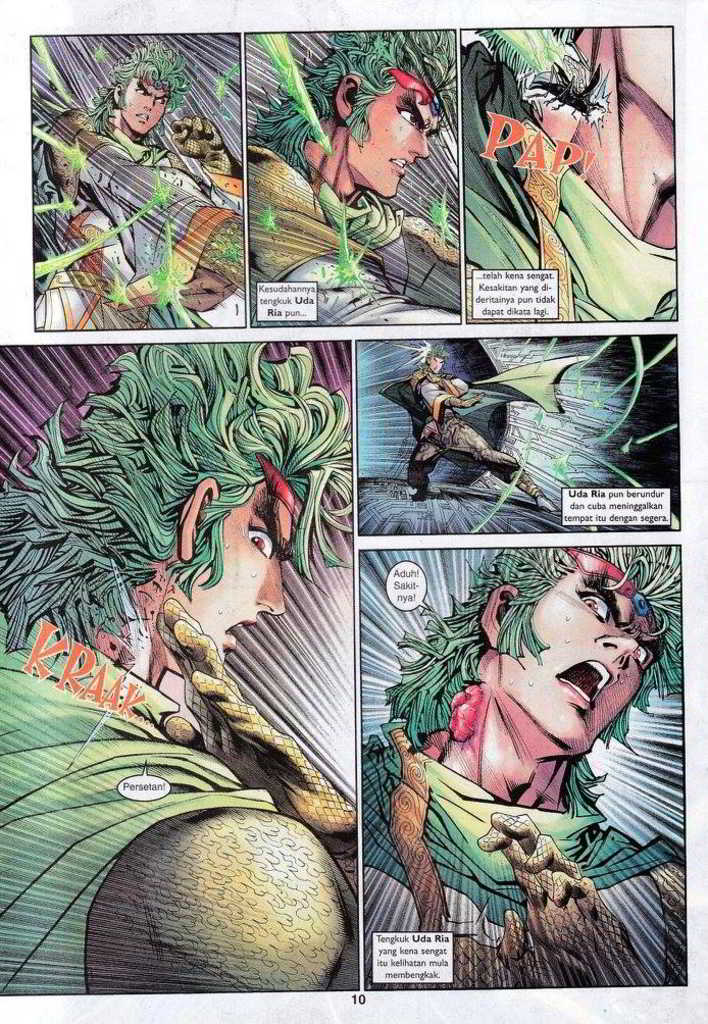 Kesudahannya
tengkuk Uda
Ria pun...
PAP!
...telah kena sengat.
Kesakitan yang di-
deritainya pun tidak
dapat dikata lagi.
KRAAK...
Persetan!
Uda Ria pun berundur
dan cuba meninggalkan
tempat itu dengan segera.
Aduh!
Sakit-
nya!
Tengkuk Uda Ria
yang kena sengat
itu kelihatan mula
membengkak.
10